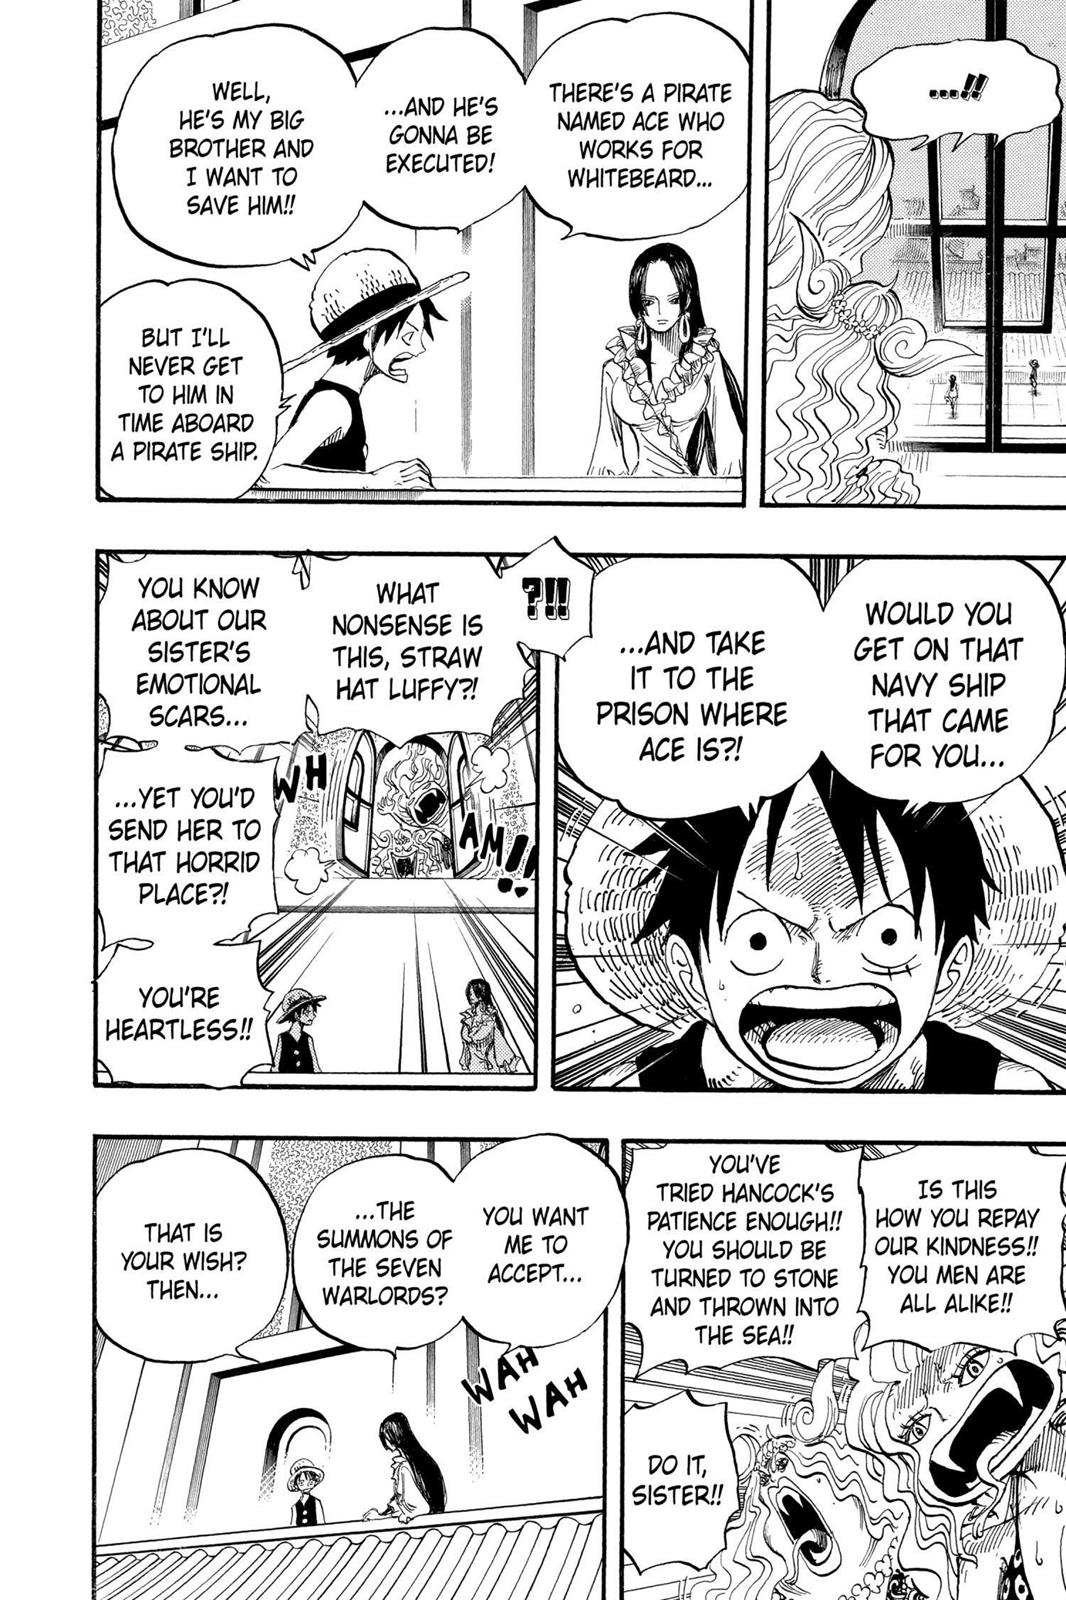 ...!!
THERE'S A PIRATE
NAMED ACE WHO
WORKS FOR
WHITEBEARD...
...AND HE'S
GONNA BE
EXECUTED!
WELL,
HE'S MY BIG
BROTHER AND
I WANT TO
SAVE HIM!!
BUT I'LL
NEVER GET
TO HIM IN
TIME ABOARD
A PIRATE SHIP.
WOULD YOU
GET ON THAT
NAVY SHIP
THAT CAME
FOR YOU...
...AND TAKE
IT TO THE
PRISON WHERE
ACE IS?!
?!!
WHAT
NONSENSE IS
THIS, STRAW
HAT LUFFY?!
YOU KNOW
ABOUT OUR
SISTER'S
EMOTIONAL
SCARS...
WH
AM!!
...YET YOU'D
SEND HER TO
THAT HORRID
PLACE?!
YOU'RE
HEARTLESS!!
IS THIS
HOW YOU REPAY
OUR KINDNESS!!
YOU MEN ARE
ALL ALIKE!!
YOU'VE
TRIED HANCOCK'S
PATIENCE ENOUGH!!
YOU SHOULD BE
TURNED TO STONE
AND THROWN INTO
THE SEA!!
DO IT,
SISTER!!
YOU WANT
ME TO
ACCEPT...
...THE
SUMMONS OF
THE SEVEN
WARLORDS?
WAH
WAH
THAT IS
YOUR WISH?
THEN...